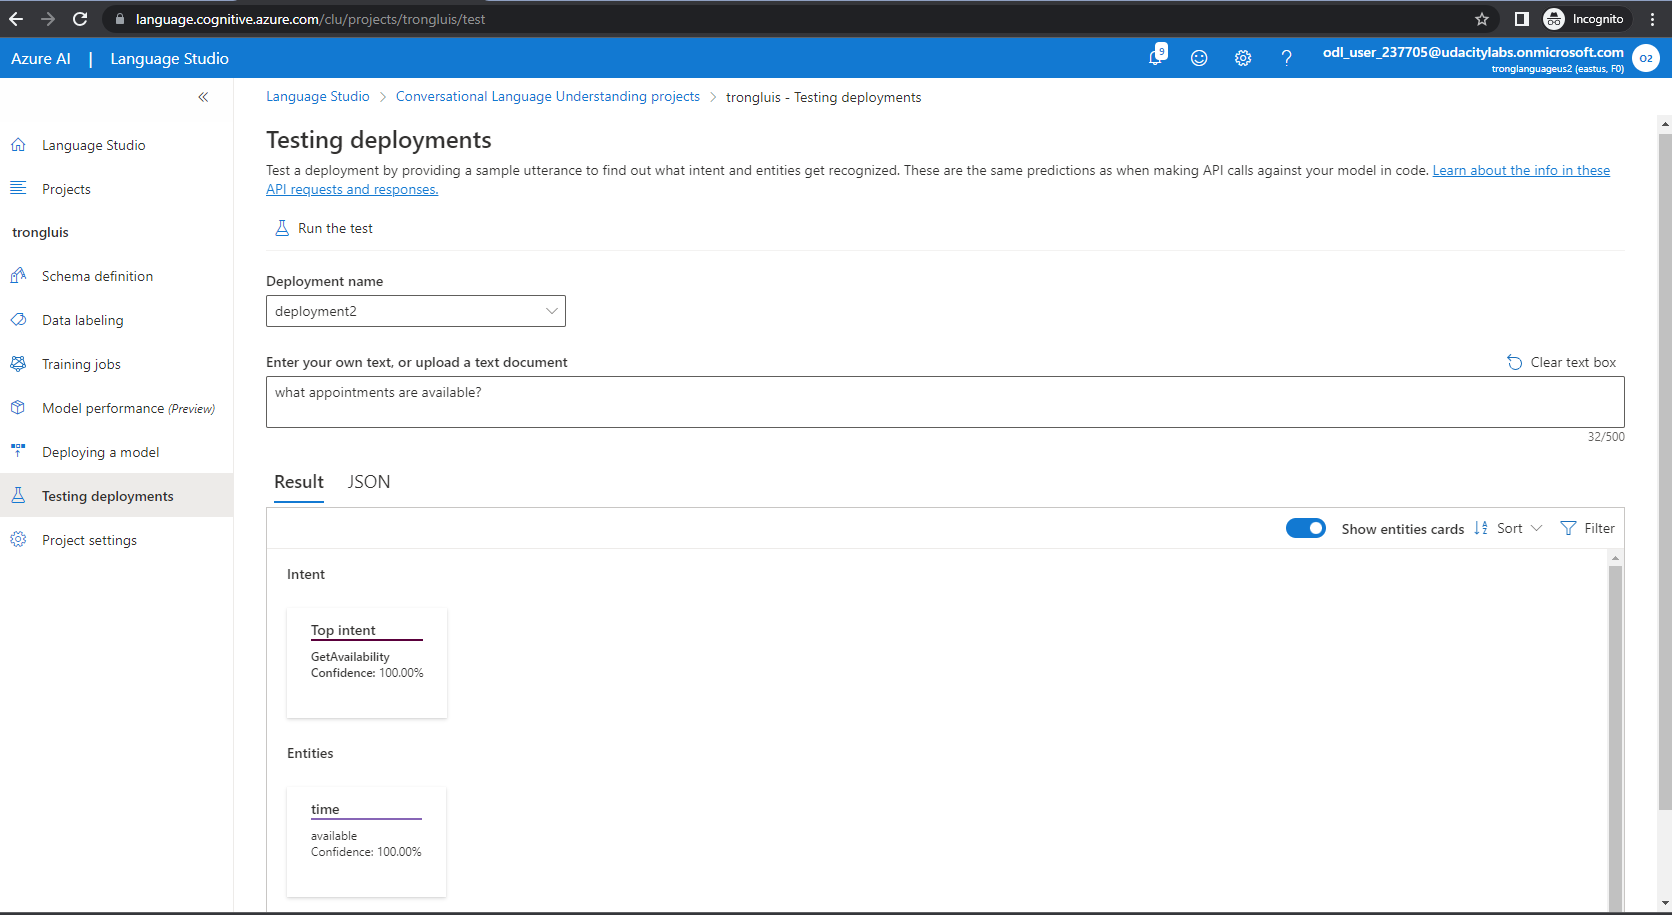 language.cognitive.azure.com/clu/projects/trongluis/test
Incognito
Azure AI | Language Studio
9
odl_user_237705@udacitylabs.onmicrosoft.com
tronglanguageus2 (eastus, F0)
O2
Language Studio > Conversational Language Understanding projects > trongluis - Testing deployments
Language Studio
Projects
trongluis
Schema definition
Data labeling
Training jobs
Model performance (Preview)
Deploying a model
Testing deployments
Project settings
Testing deployments
Test a deployment by providing a sample utterance to find out what intent and entities get recognized. These are the same predictions as when making API calls against your model in code. Learn about the info in these
API requests and responses.
Run the test
Deployment name
deployment2
Enter your own text, or upload a text document
Clear text box
what appointments are available?
32/500
Result
JSON
Show entities cards
Sort
Filter
Intent
Top intent
GetAvailability
Confidence: 100.00%
Entities
time
available
Confidence: 100.00%